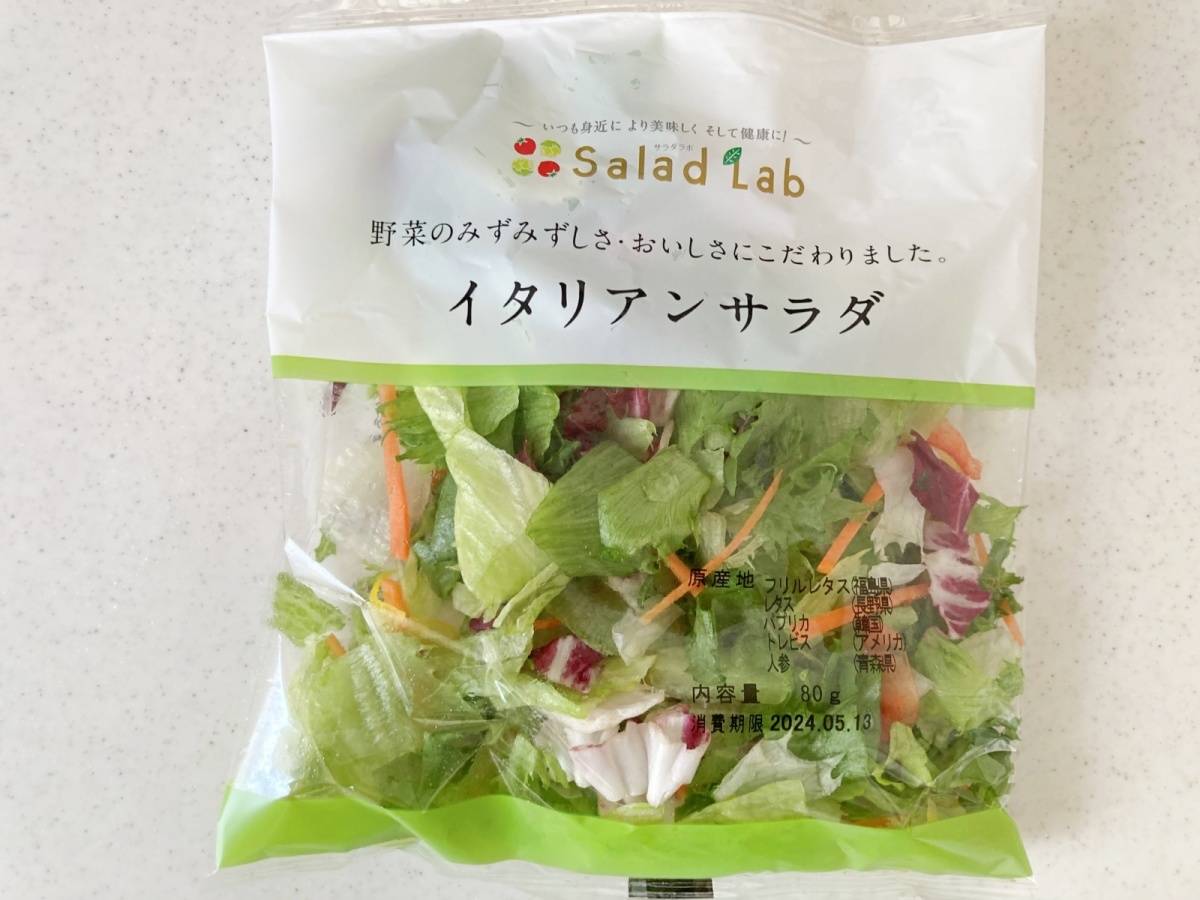 ～いつも身近に より美味しく そして健康に!～
サラダラボ
Salad Lab
野菜のみずみずしさ・おいしさにこだわりました。
イタリアンサラダ
原産地 フリルレタス(福島県)
レタス (長野県)
パプリカ (韓国)
トレビス (アメリカ)
人参 (青森県)
内容量 80g
消費期限 2024.05.13